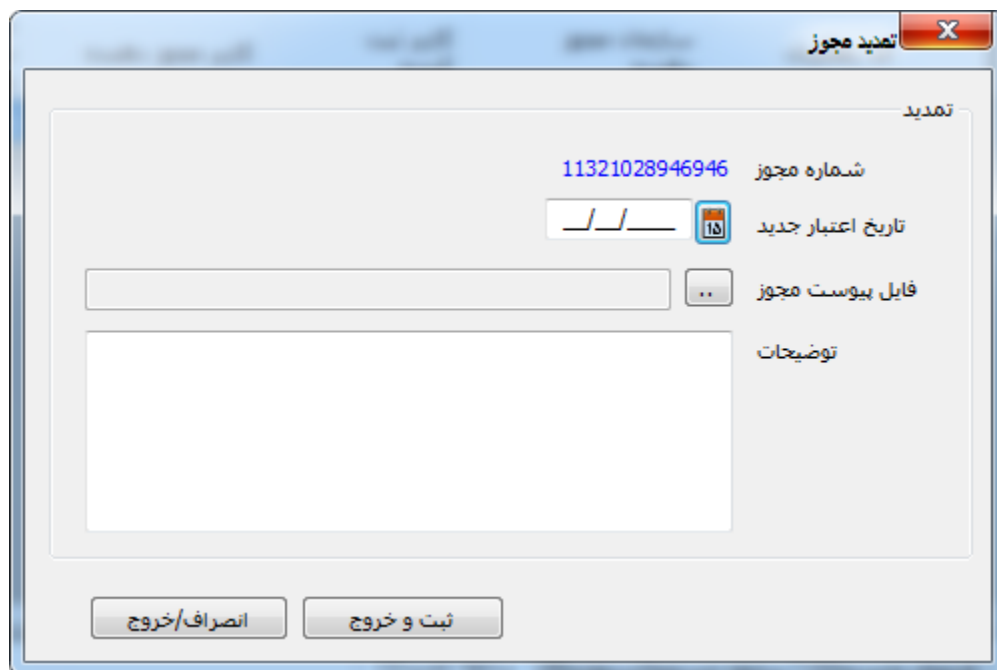 تمدید مجوز
تمدید
شماره مجوز 11321028946946
تاریخ اعتبار جدید ۱۵ __/__/____
فایل پیوست مجوز ..
توضیحات
ثبت و خروج انصراف/خروج